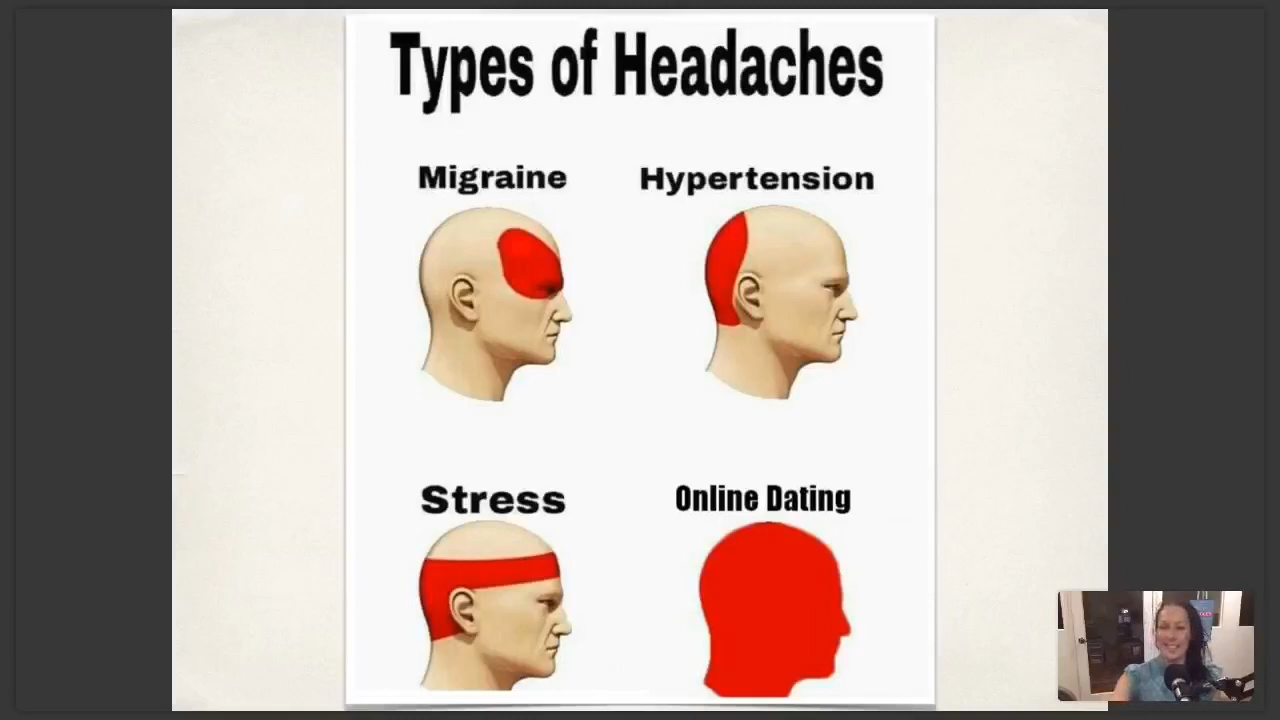 Types of Headaches
Migraine
Hypertension
Stress
Online Dating